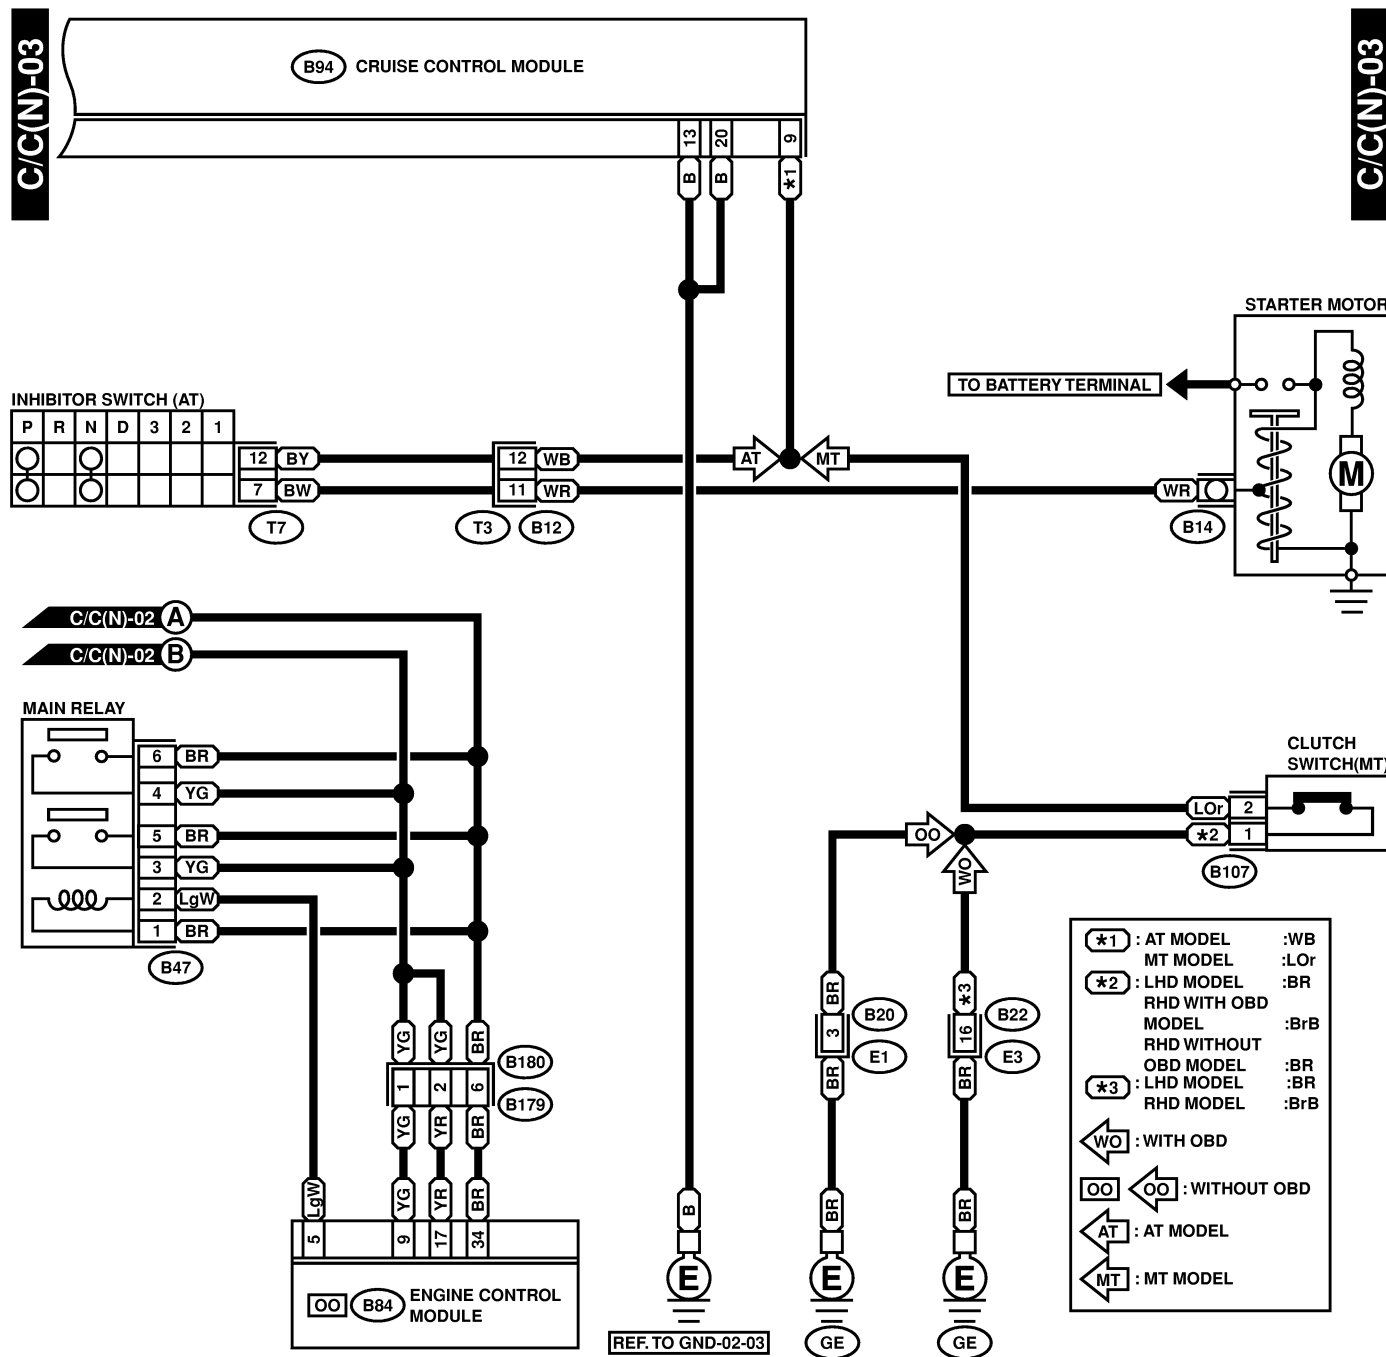 C/C(N)-03
C/C(N)-03
B94 CRUISE CONTROL MODULE
13 20 9
B B *1
STARTER MOTOR
TO BATTERY TERMINAL
INHIBITOR SWITCH (AT)
P R N D 3 2 1
12 BY 12 WB AT MT
7 BW 11 WR WR M
T7 T3 B12 B14
C/C(N)-02 A
C/C(N)-02 B
MAIN RELAY
6 BR
4 YG
5 BR
3 YG
2 LgW
1 BR
B47
CLUTCH
SWITCH(MT)
LOr 2
OO *2 1
WO
B107
BR *3
3 B20 16 B22
E1 E3
BR BR
YG YG BR
B180
1 2 6
B179
YG YR BR
LgW YG YR BR
5 9 17 34
OO B84 ENGINE CONTROL
MODULE
B BR BR
E E E
REF. TO GND-02-03 GE GE
*1 : AT MODEL :WB
MT MODEL :LOr
*2 : LHD MODEL :BR
RHD WITH OBD
MODEL :BrB
RHD WITHOUT
OBD MODEL :BR
*3 : LHD MODEL :BR
RHD MODEL :BrB
WO : WITH OBD
OO OO : WITHOUT OBD
AT : AT MODEL
MT : MT MODEL